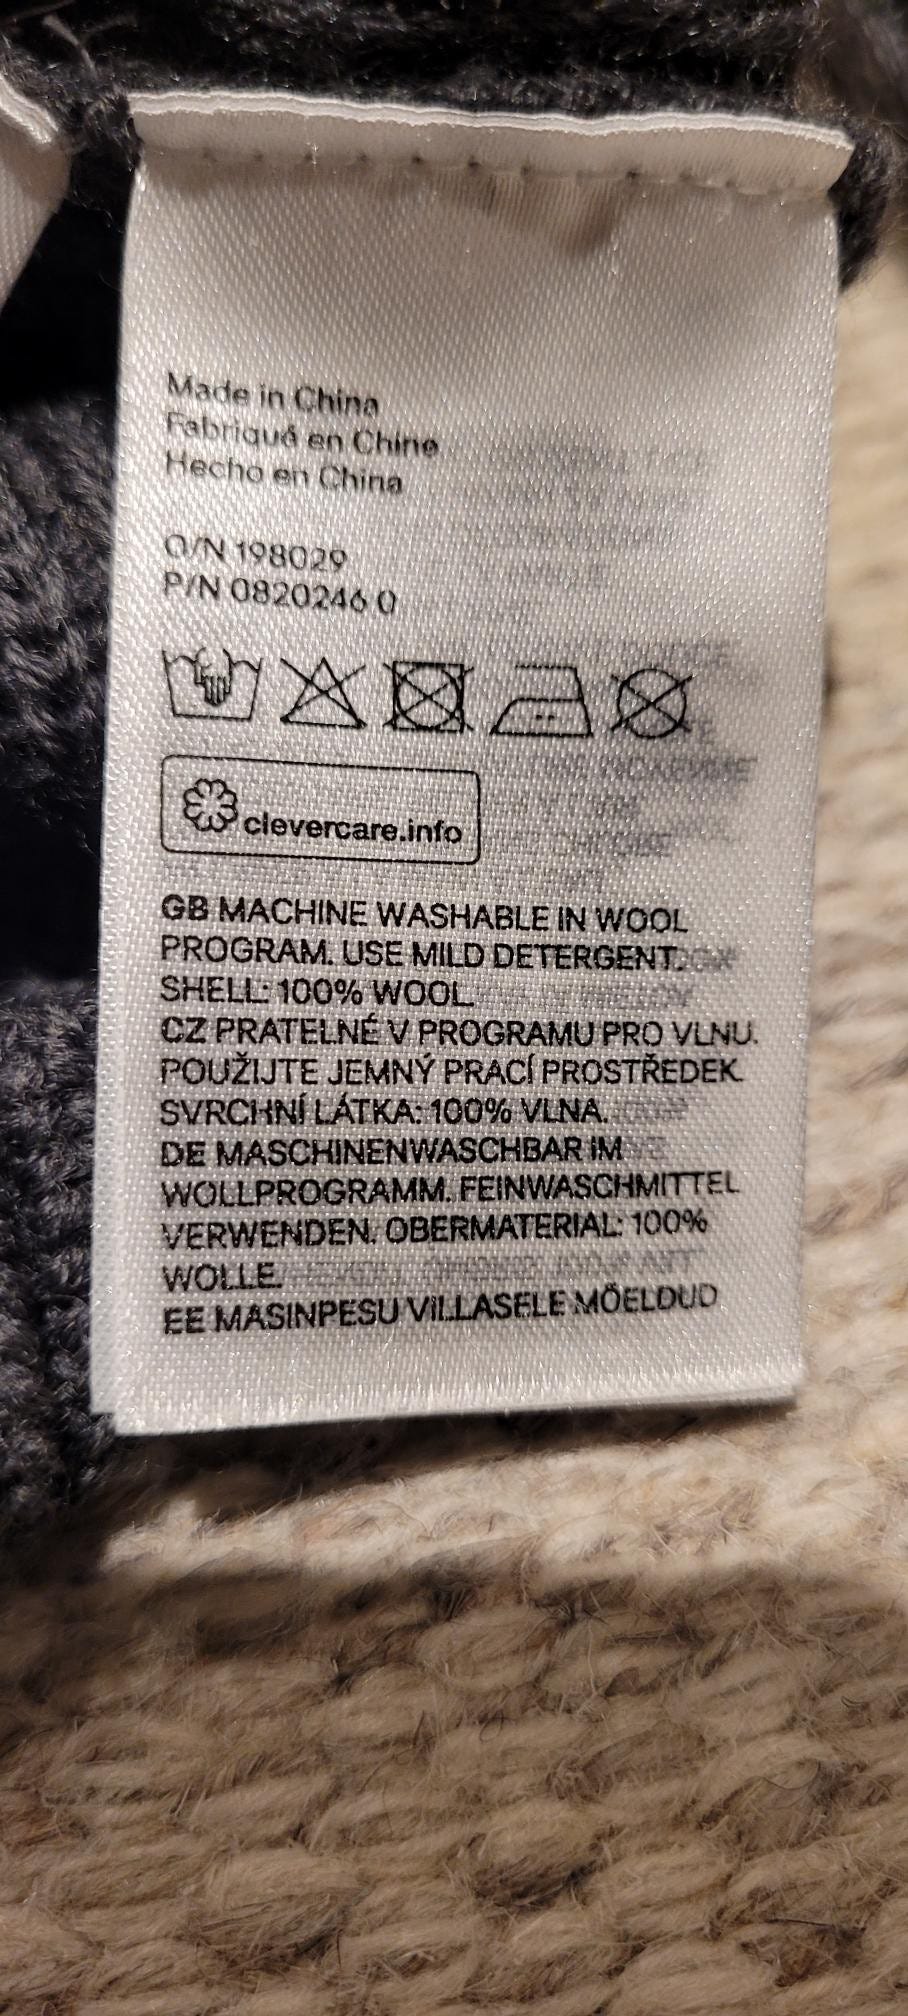 Made in China
Fabriqué en Chine
Hecho en China
O/N 198029
P/N 0820246 0
clevercare.info
GB MACHINE WASHABLE IN WOOL
PROGRAM. USE MILD DETERGENT.
SHELL: 100% WOOL
CZ PRATELNÉ V PROGRAMU PRO VLNU.
POUŽIJTE JEMNÝ PRACÍ PROSTŘEDEK
SVRCHNÍ LÁTKA: 100% VLNA.
DE MASCHINENWASCHBAR IM
WOLLPROGRAMM. FEINWASCHMITTEL
VERWENDEN. OBERMATERIAL: 100%
WOLLE.
EE MASINPESU VILLASELE MÕELDUD